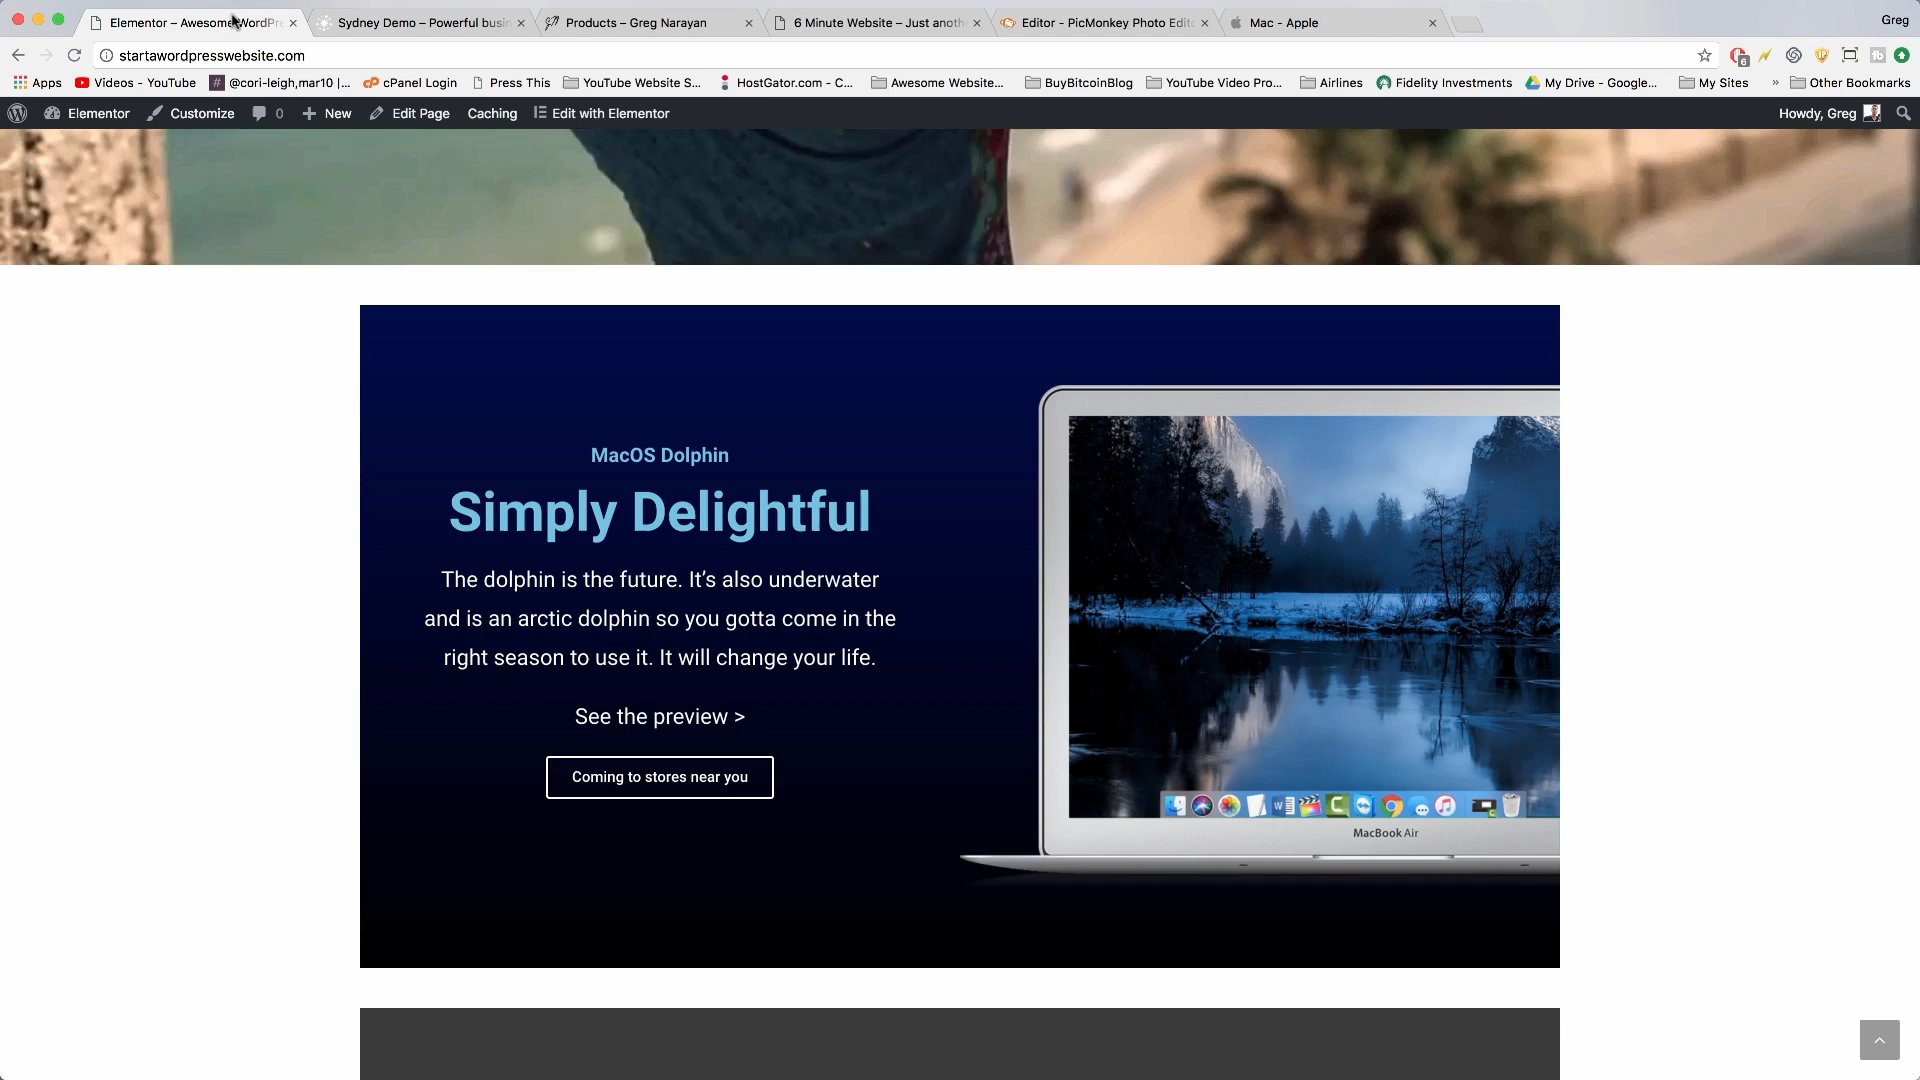 Elementor – Awesome WordPr
Sydney Demo – Powerful busin
Products – Greg Narayan
6 Minute Website – Just anoth
Editor - PicMonkey Photo Edit
Mac - Apple
Greg
startawordpresswebsite.com
6
Apps
Videos - YouTube
@cori-leigh,mar10 |...
cPanel Login
Press This
YouTube Website S...
HostGator.com - C...
Awesome Website...
BuyBitcoinBlog
YouTube Video Pro...
Airlines
Fidelity Investments
My Drive - Google...
My Sites
»
Other Bookmarks
Elementor
Customize
0
New
Edit Page
Caching
Edit with Elementor
Howdy, Greg
MacOS Dolphin
Simply Delightful
The dolphin is the future. It’s also underwater
and is an arctic dolphin so you gotta come in the
right season to use it. It will change your life.
See the preview >
Coming to stores near you
MacBook Air